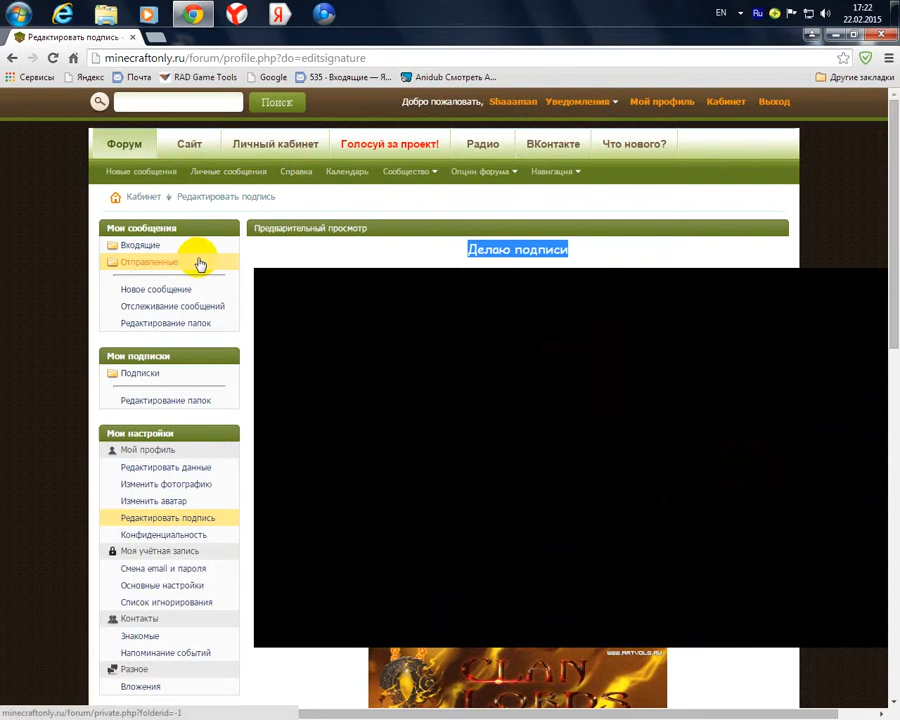 EN
Ru
17:22
22.02.2015
Редактировать подпись -
minecraftonly.ru/forum/profile.php?do=editsignature
Сервисы
Яндекс
Почта
RAD Game Tools
Google
535 · Входящие — Я...
Anidub Смотреть А...
Другие закладки
Поиск
Добро пожаловать, Shaaaman Уведомления Мой профиль Кабинет Выход
Форум Сайт Личный кабинет Голосуй за проект! Радио ВКонтакте Что нового?
Новые сообщения Личные сообщения Справка Календарь Сообщество Опции форума Навигация
Кабинет Редактировать подпись
Мои сообщения
Входящие
Отправленные
Новое сообщение
Отслеживание сообщений
Редактирование папок
Мои подписки
Подписки
Редактирование папок
Мои настройки
Мой профиль
Редактировать данные
Изменить фотографию
Изменить аватар
Редактировать подпись
Конфиденциальность
Моя учётная запись
Смена email и пароля
Основные настройки
Список игнорирования
Контакты
Знакомые
Напоминание событий
Разное
Вложения
Предварительный просмотр
Делаю подписи
WWW.ARTVOLO.RU
CLAN
LORDS
minecraftonly.ru/forum/private.php?folderid=-1